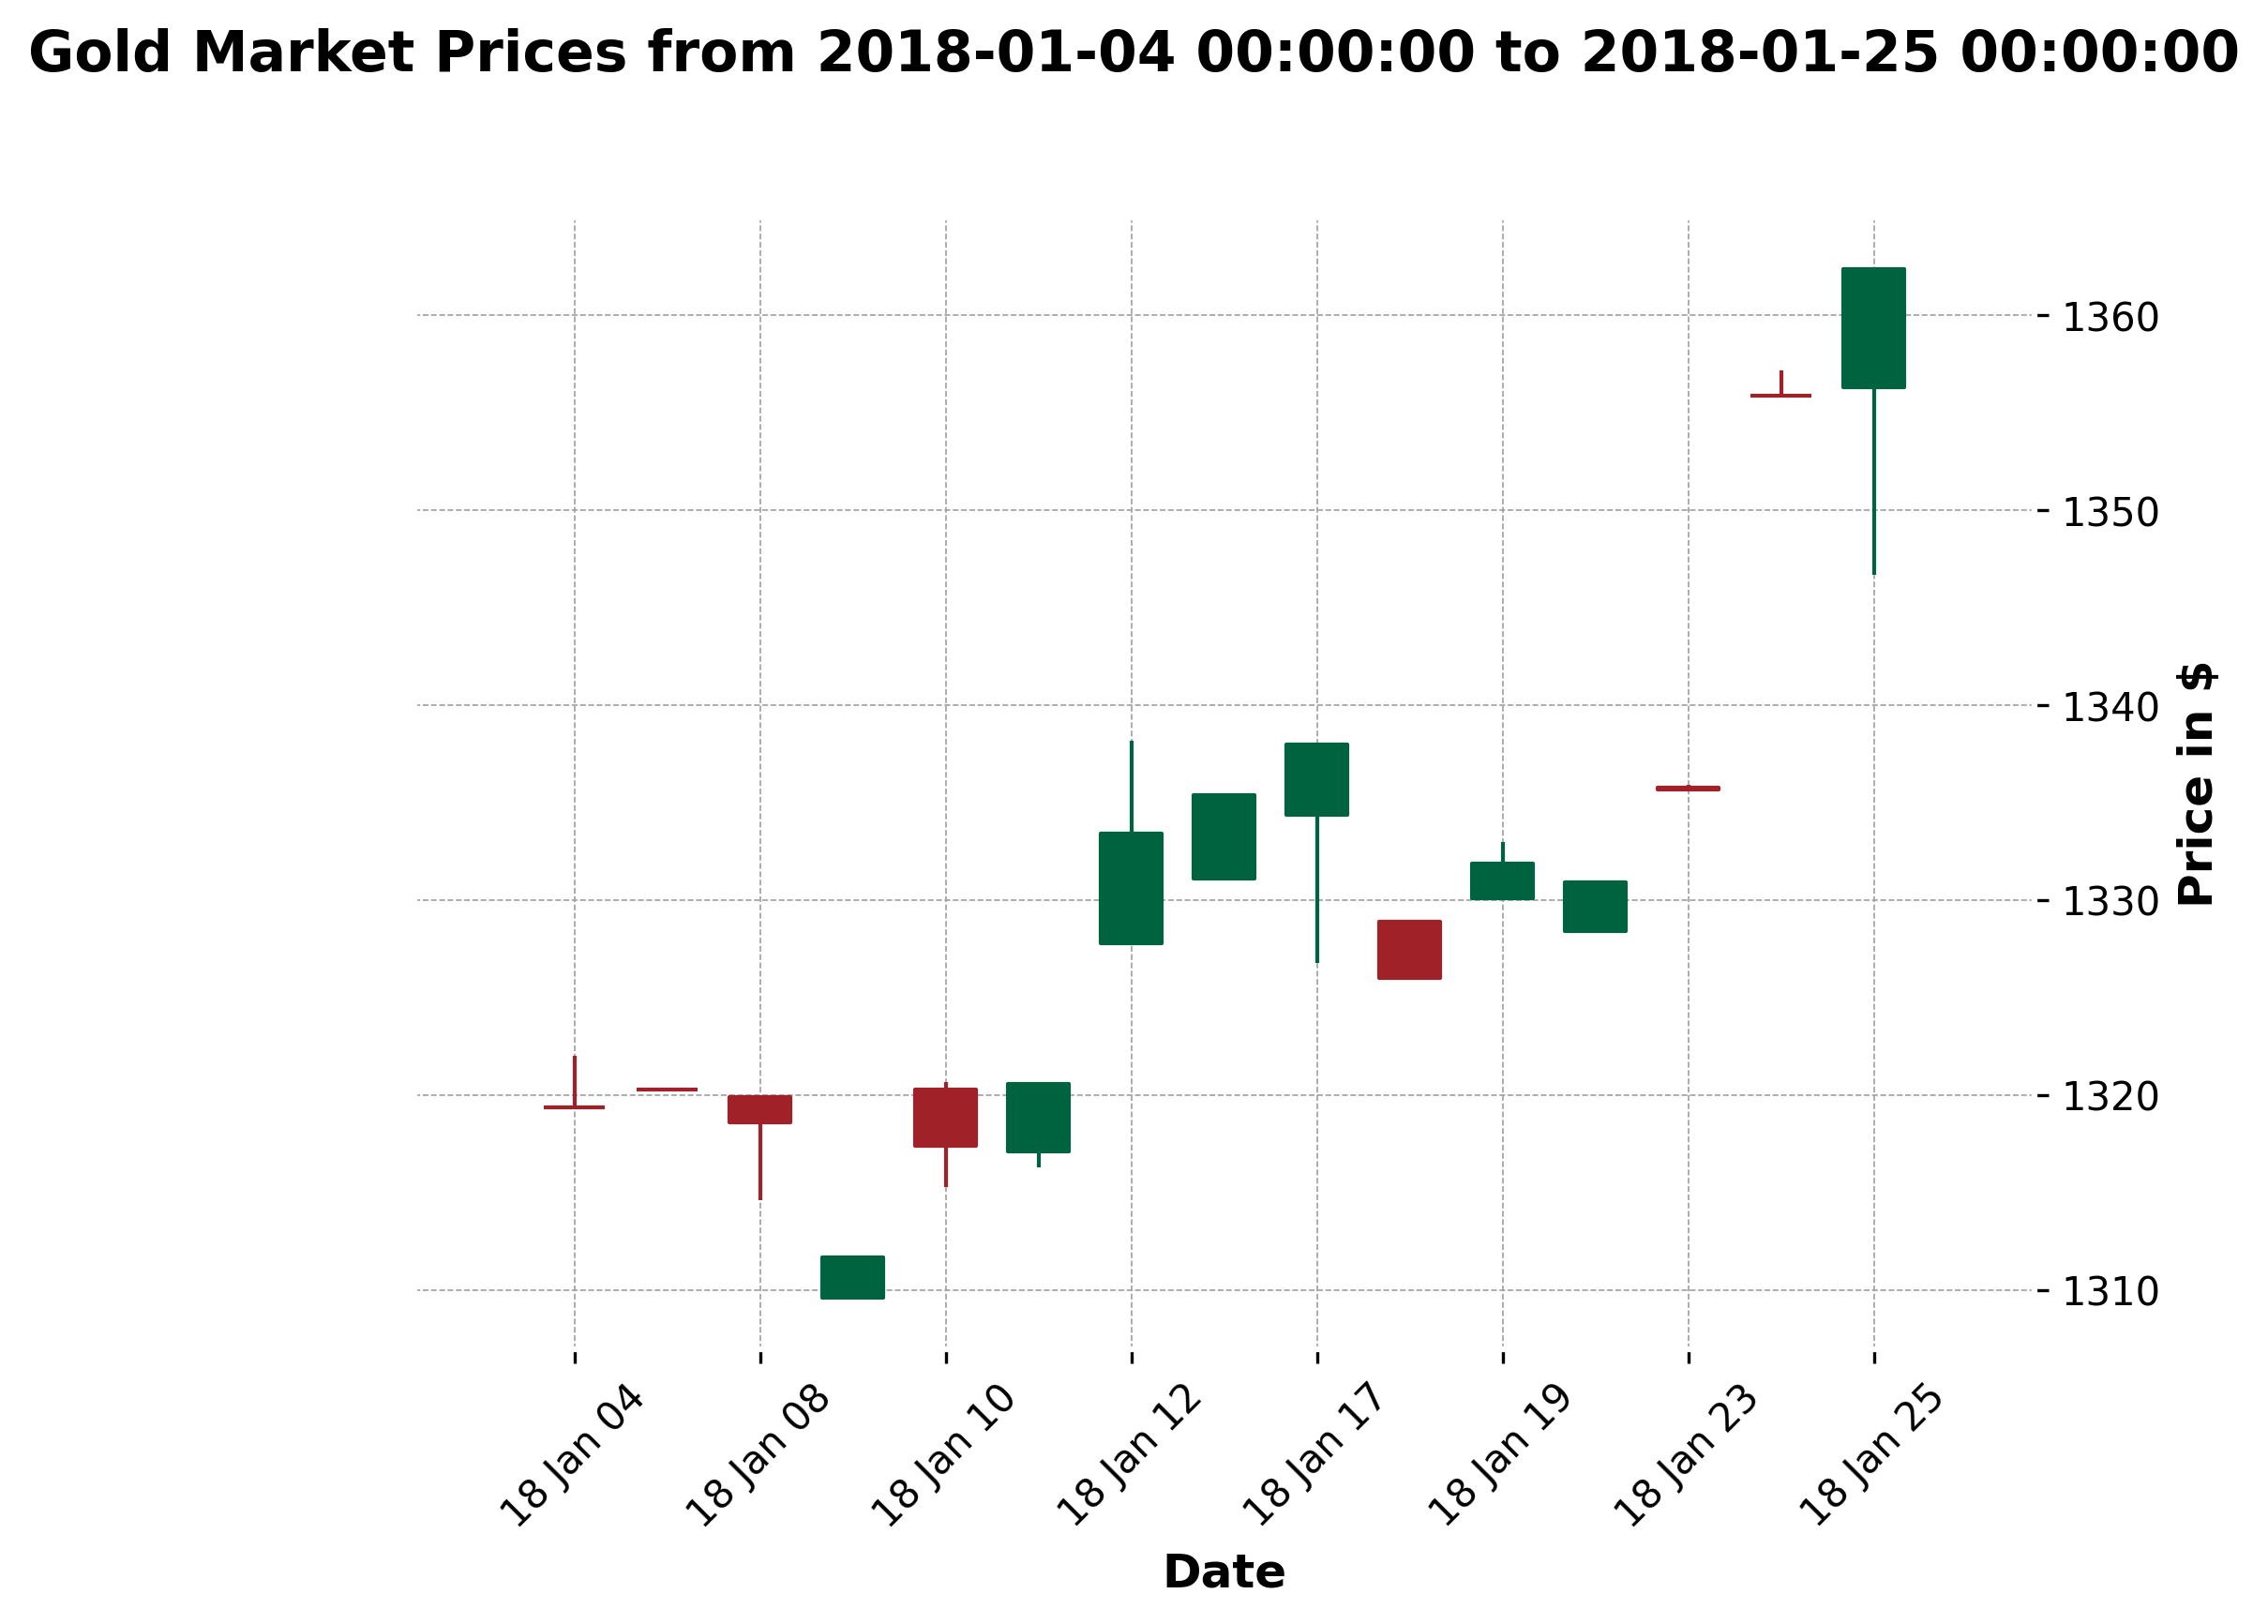 Gold Market Prices from 2018-01-04 00:00:00 to 2018-01-25 00:00:00
1360
1350
1340
1330
1320
1310
Price in $
18 Jan 04
18 Jan 08
18 Jan 10
18 Jan 12
18 Jan 17
18 Jan 19
18 Jan 23
18 Jan 25
Date